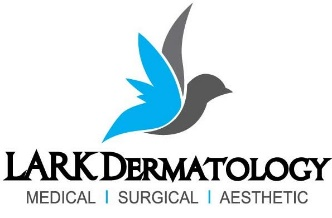 LARK DERMATOLOGY
MEDICAL | SURGICAL | AESTHETIC